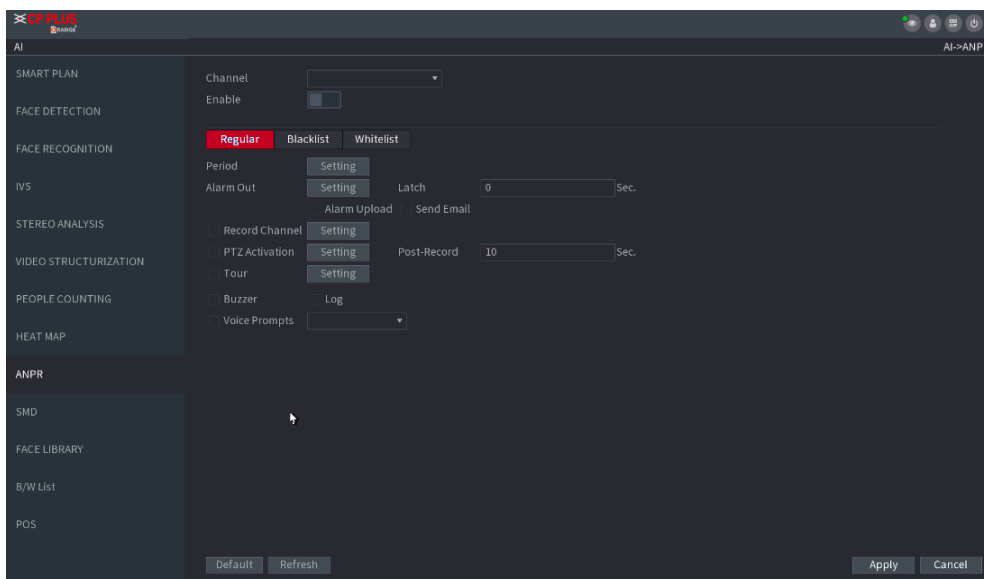 CP PLUS
ORANGE
AI
AI->ANP
SMART PLAN
FACE DETECTION
FACE RECOGNITION
IVS
STEREO ANALYSIS
VIDEO STRUCTURIZATION
PEOPLE COUNTING
HEAT MAP
ANPR
SMD
FACE LIBRARY
B/W List
POS
Channel
Enable
Regular Blacklist Whitelist
Period Setting
Alarm Out Setting Latch 0 Sec.
Alarm Upload Send Email
Record Channel Setting
PTZ Activation Setting Post-Record 10 Sec.
Tour Setting
Buzzer Log
Voice Prompts
Default Refresh Apply Cancel